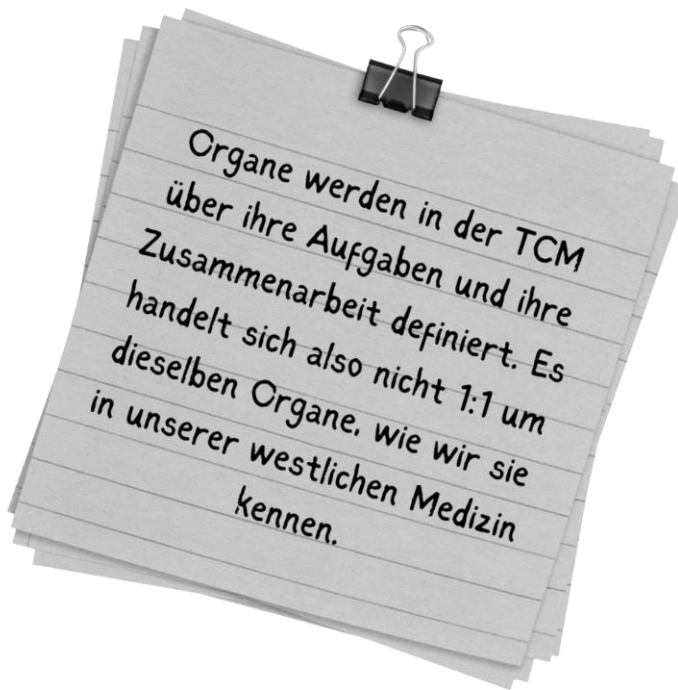 Organe werden in der TCM
über ihre Aufgaben und ihre
Zusammenarbeit definiert. Es
handelt sich also nicht 1:1 um
dieselben Organe, wie wir sie
in unserer westlichen Medizin
kennen.